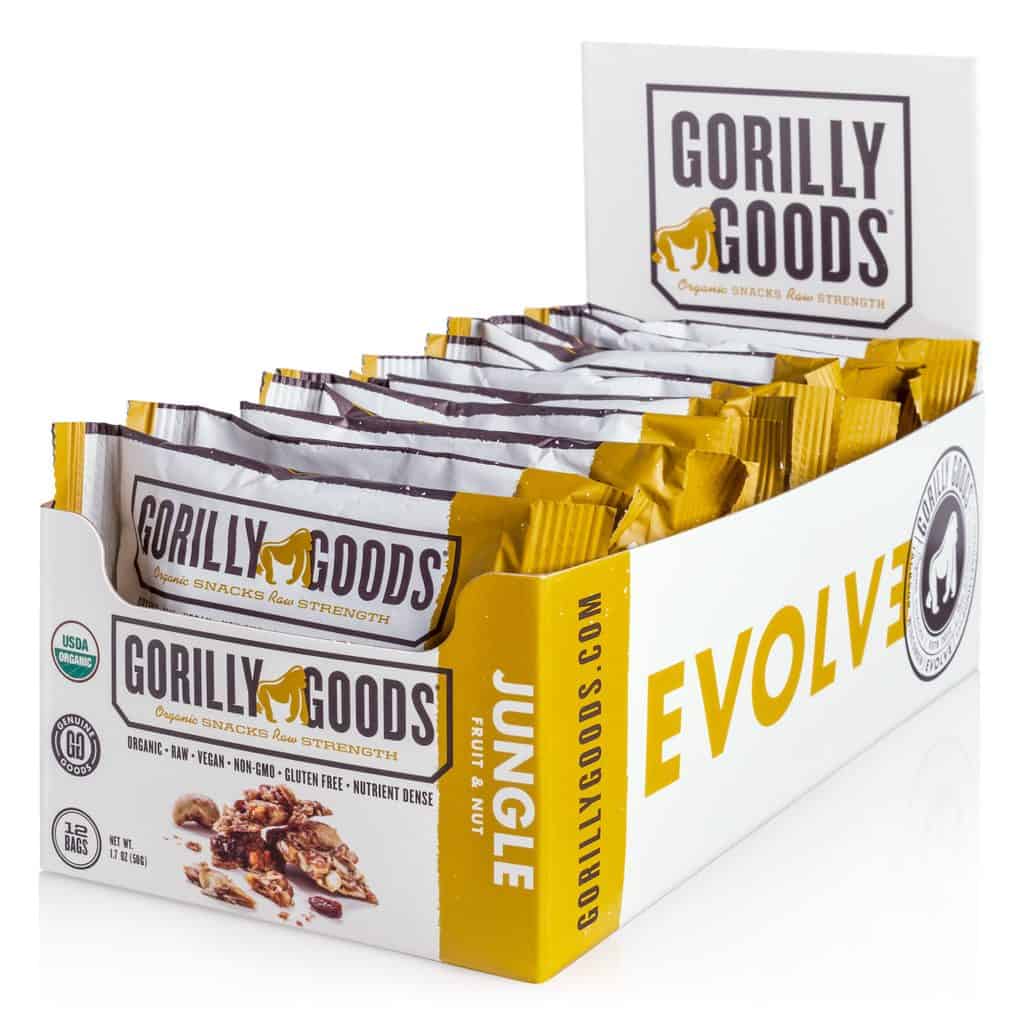 GORILLY
GOODS®
Organic SNACKS Raw STRENGTH
GORILLY GOODS
Organic SNACKS Raw STRENGTH
USDA
ORGANIC
GORILLY GOODS
Organic SNACKS Raw STRENGTH
ORGANIC • RAW • VEGAN • NON-GMO • GLUTEN FREE • NUTRIENT DENSE
GENUINE
GG
GOODS
12
BAGS
NET WT.
1.7 OZ (50G)
JUNGLE
FRUIT & NUT
GORILLYGOODS.COM
EVOLVE
GORILLY GOODS
EVOLVE